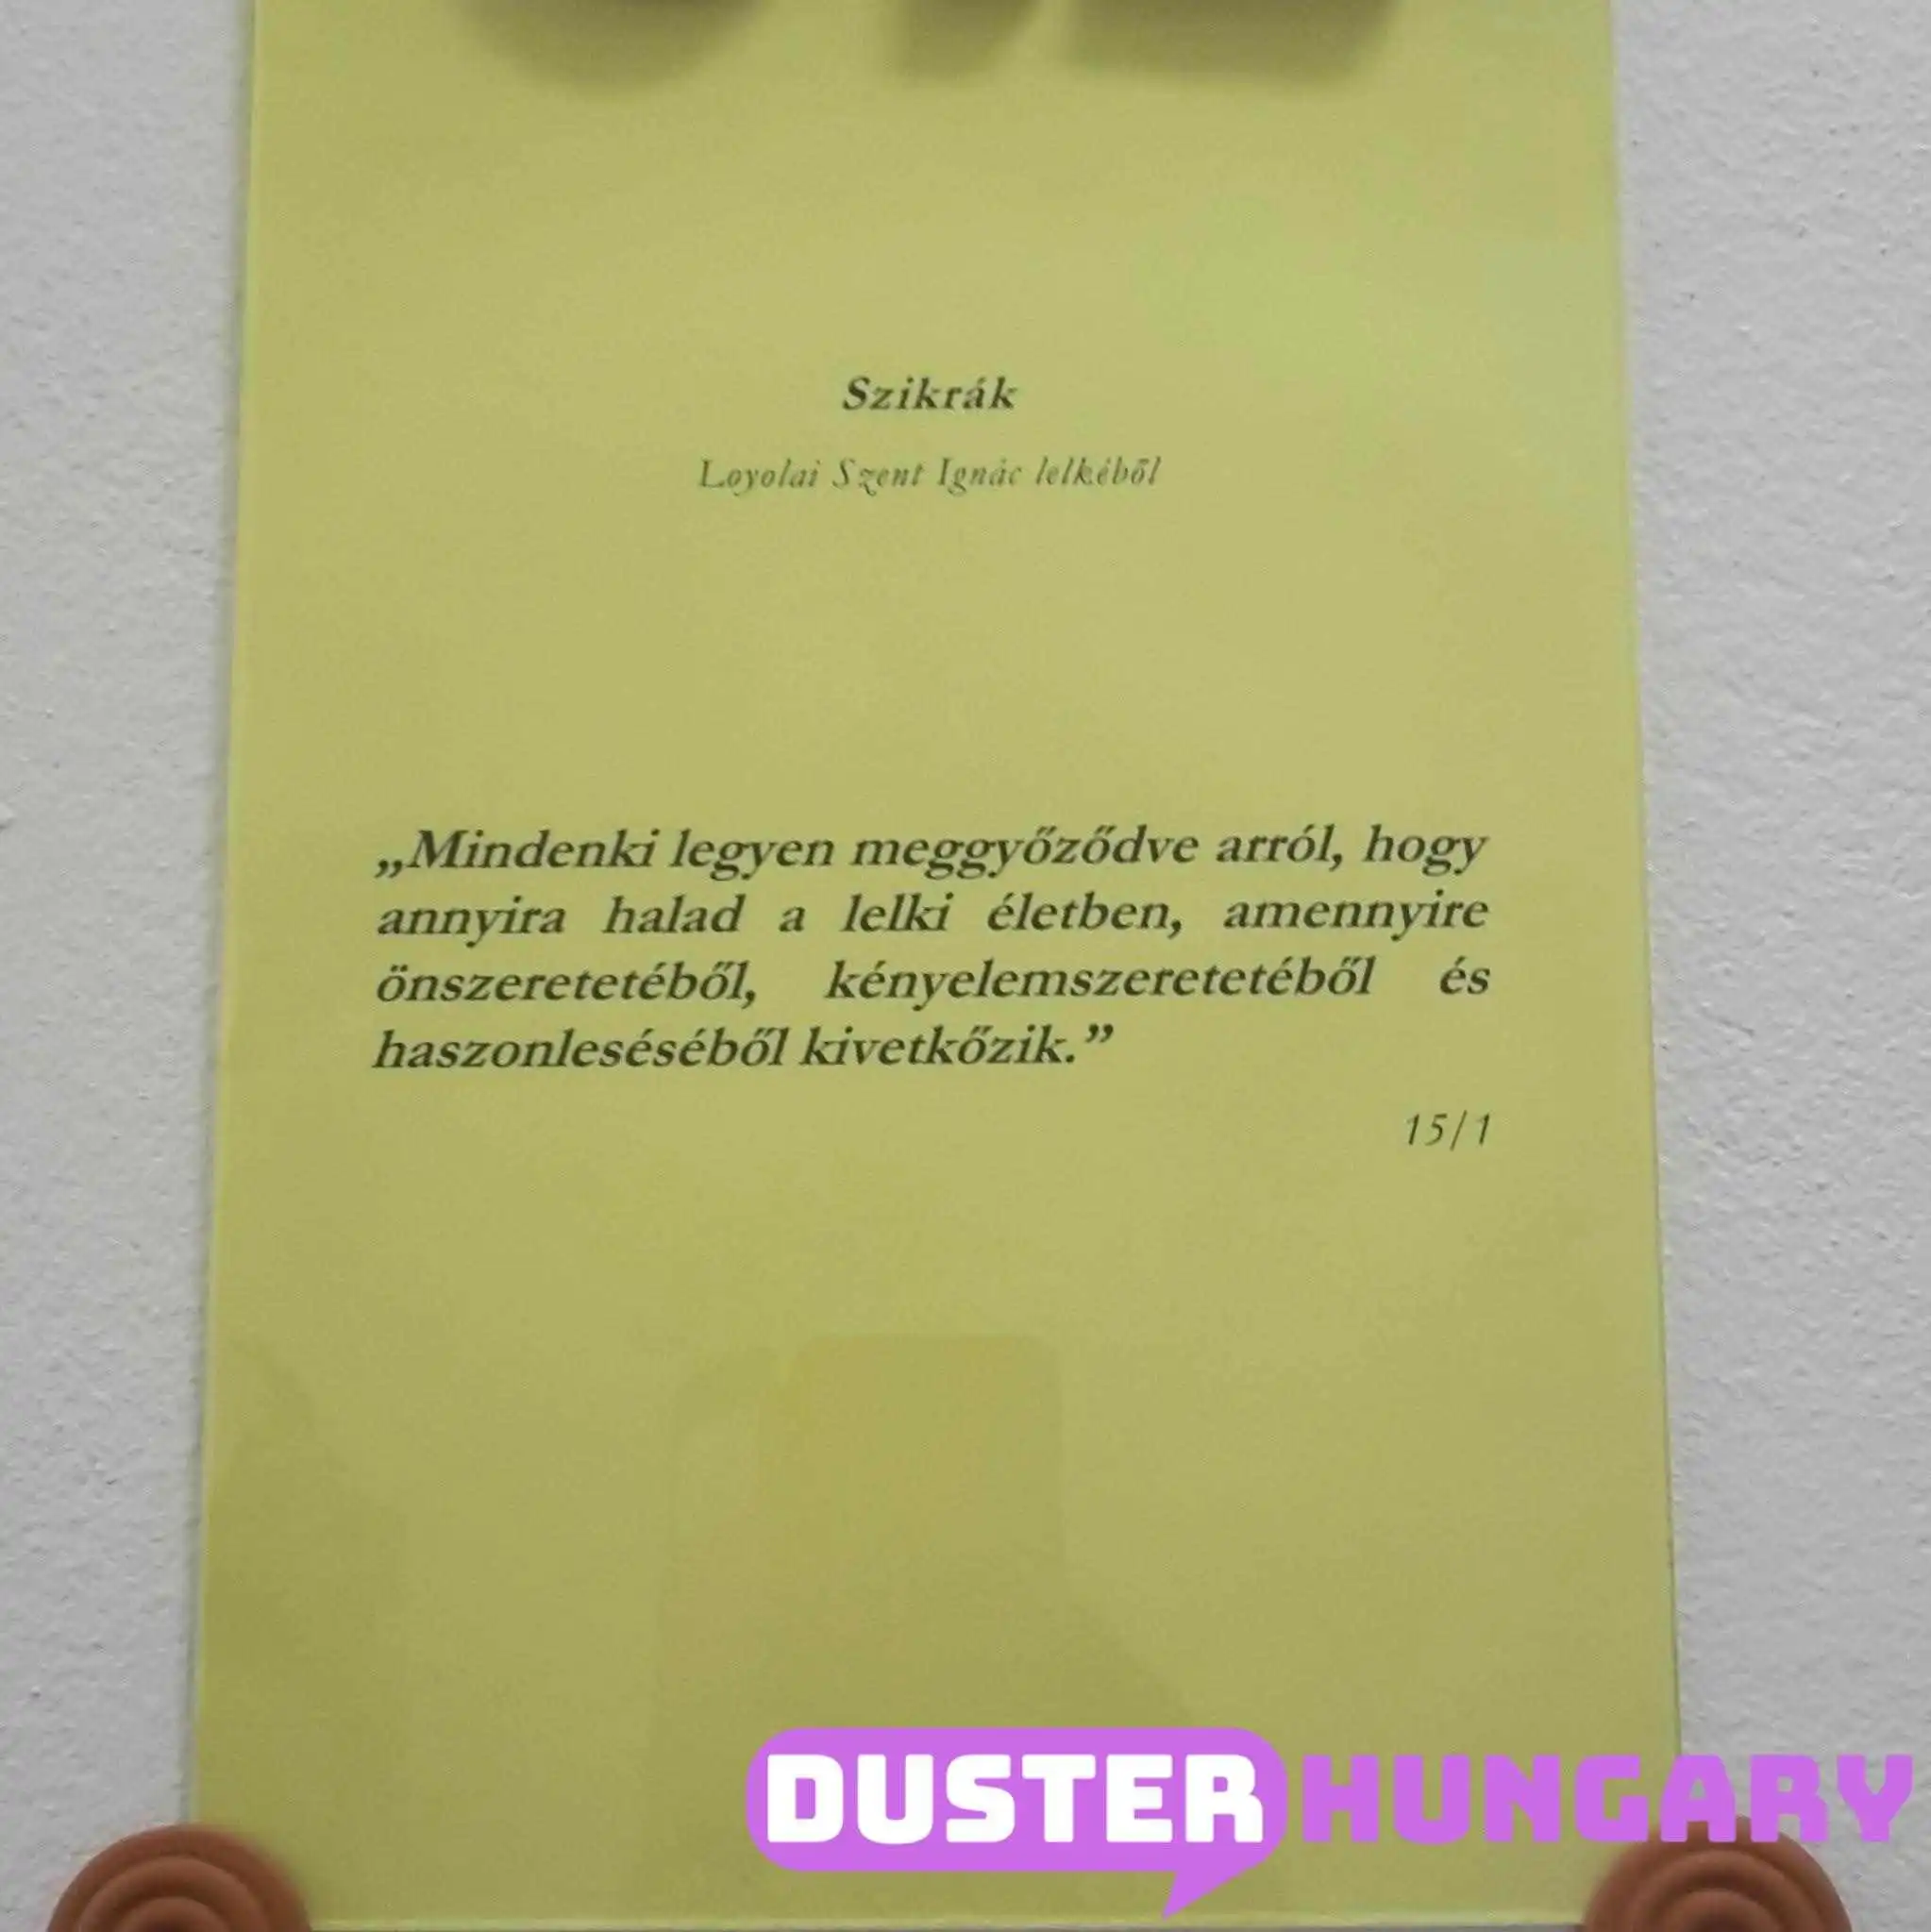 Szikrák
Loyolai Szent Ignác lelkéből
„Mindenki legyen meggyőződve arról, hogy
annyira halad a lelki életben, amennyire
önszeretetéből, kényelemszeretetéből és
haszonleséséből kivetkőzik.”
15/1
DUSTER HUNGARY